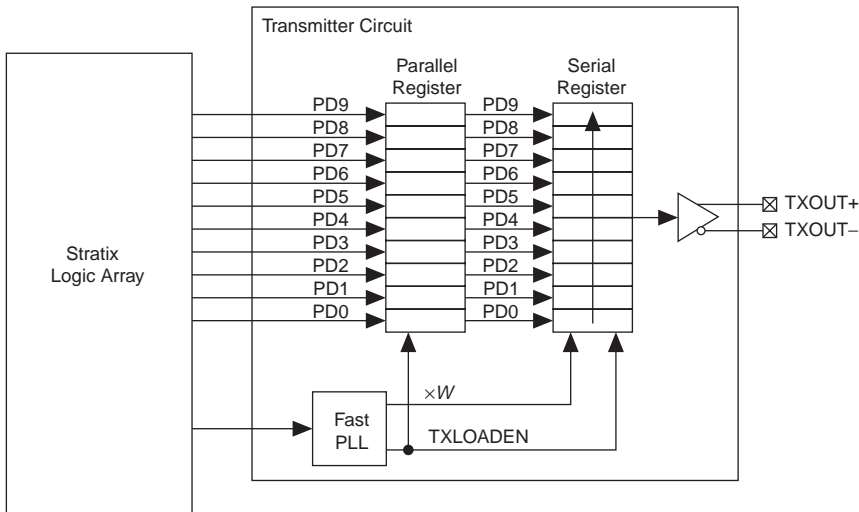 Transmitter Circuit
Parallel
Register
Serial
Register
PD9
PD8
PD7
PD6
PD5
PD4
PD3
PD2
PD1
PD0
PD9
PD8
PD7
PD6
PD5
PD4
PD3
PD2
PD1
PD0
Stratix
Logic Array
TXOUT+
TXOUT−
×W
Fast
PLL
TXLOADEN